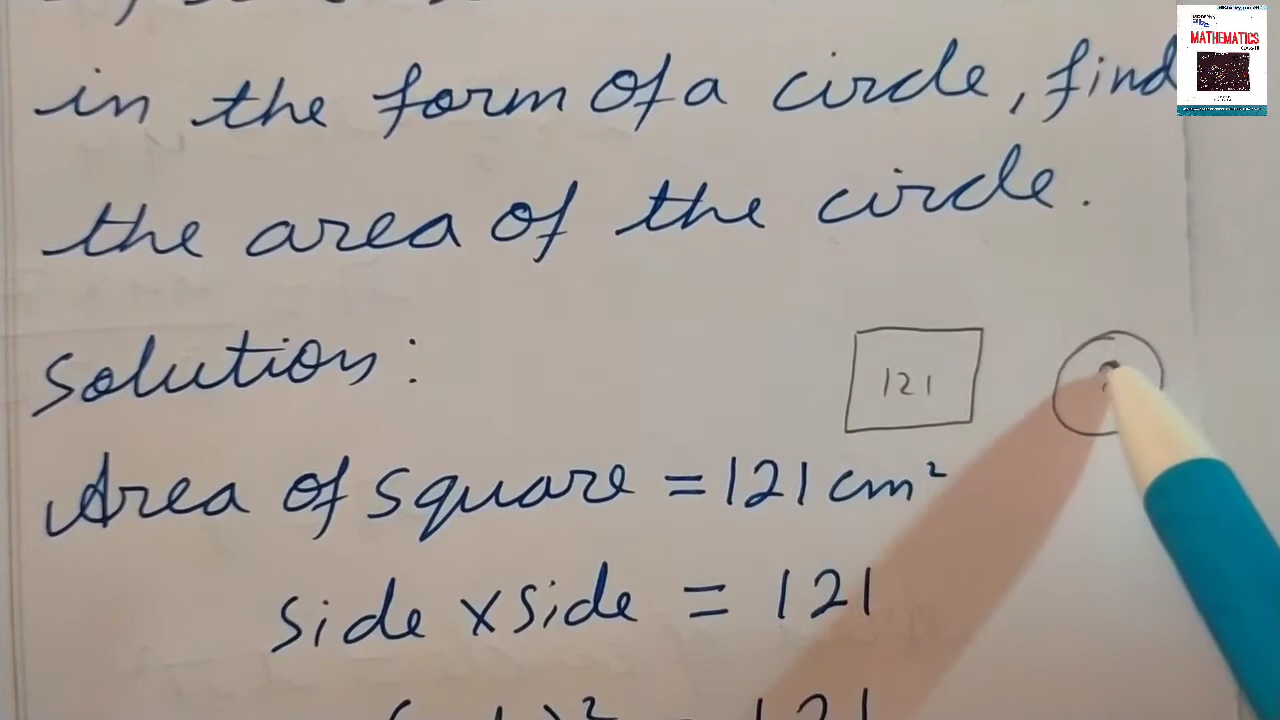 in the form of a circle, find
the area of the circle.
MATHEMATICS
Solution:
121
Area of square = 121 cm²
side x side = 121